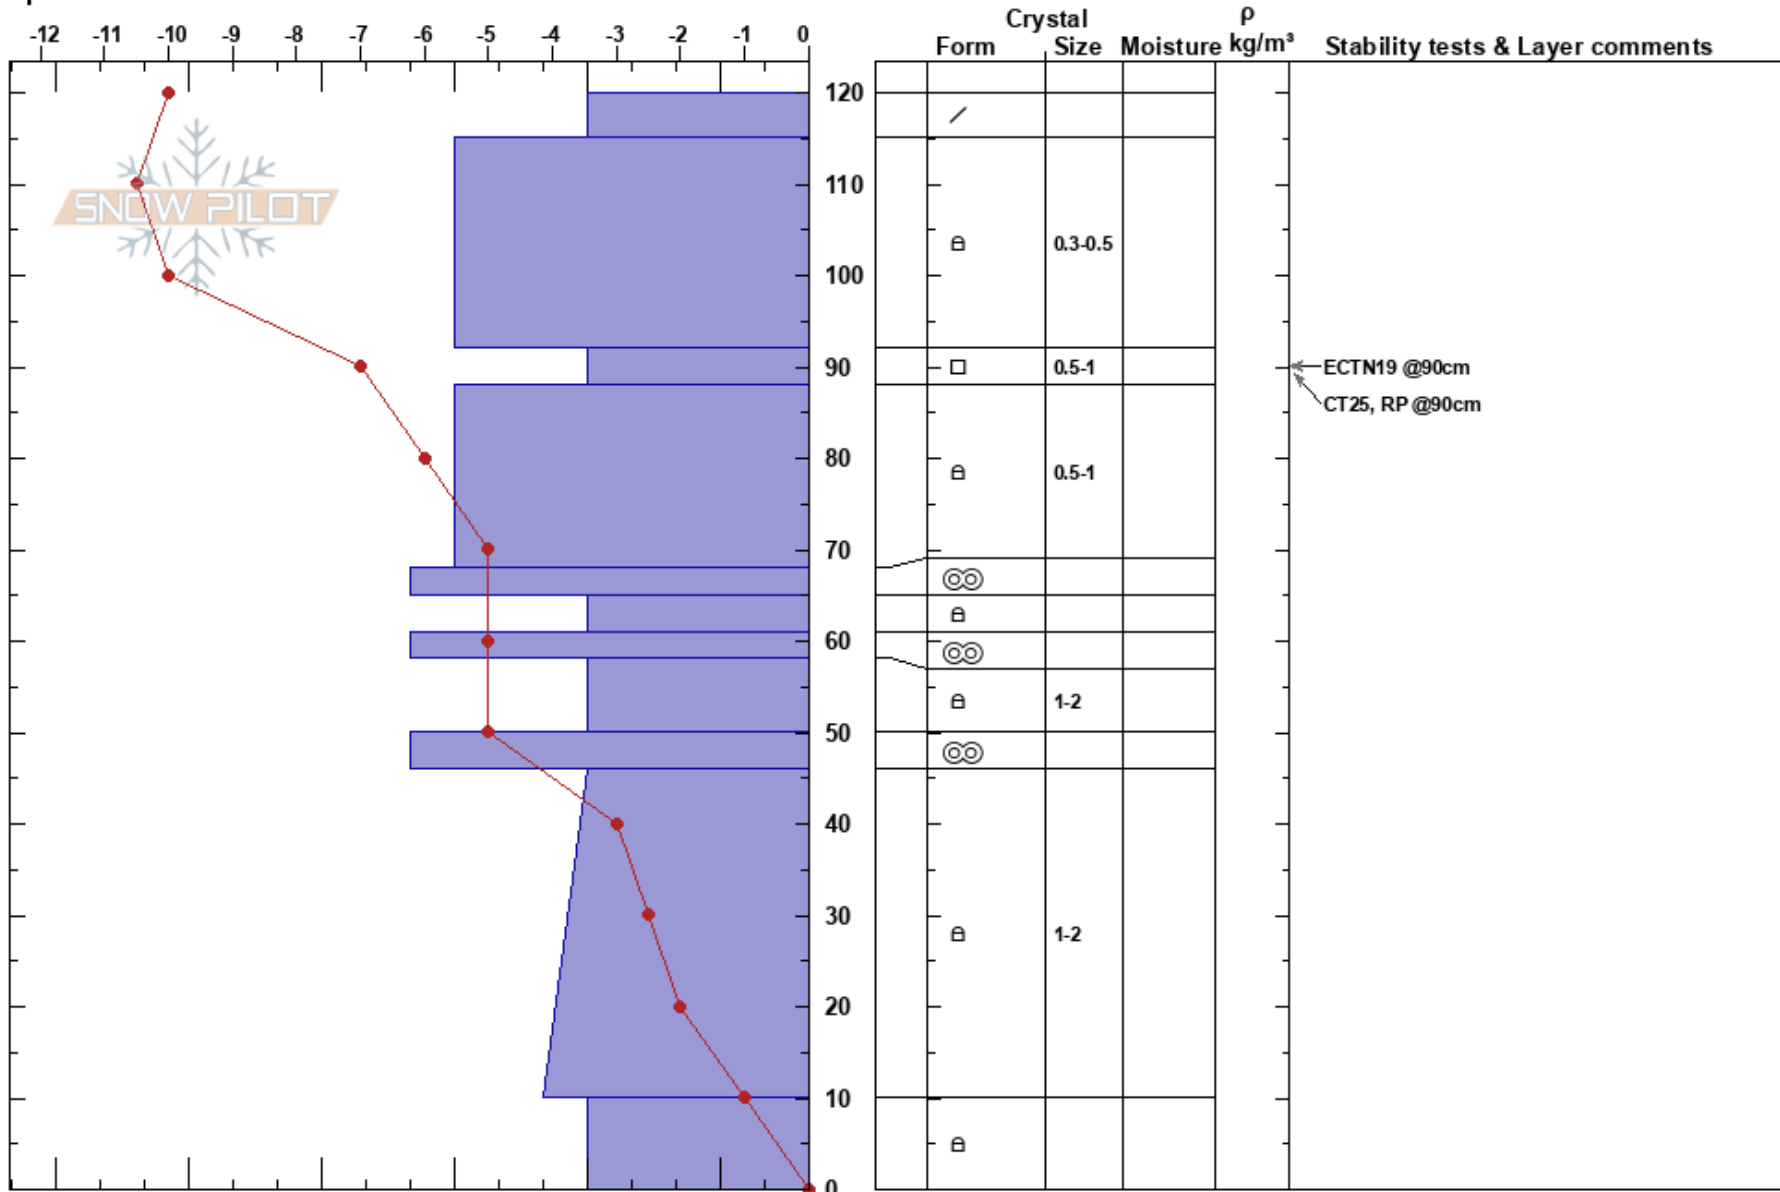 Crystal
ρ
-12 -11 -10 -9 -8 -7 -6 -5 -4 -3 -2 -1 0
Form Size Moisture kg/m³ Stability tests & Layer comments
120
SNOW PILOT
110
0.3-0.5
100
90 0.5-1 ECTN19 @90cm
CT25, RP @90cm
80 0.5-1
70
60
1-2
50
40
30 1-2
20
10
0